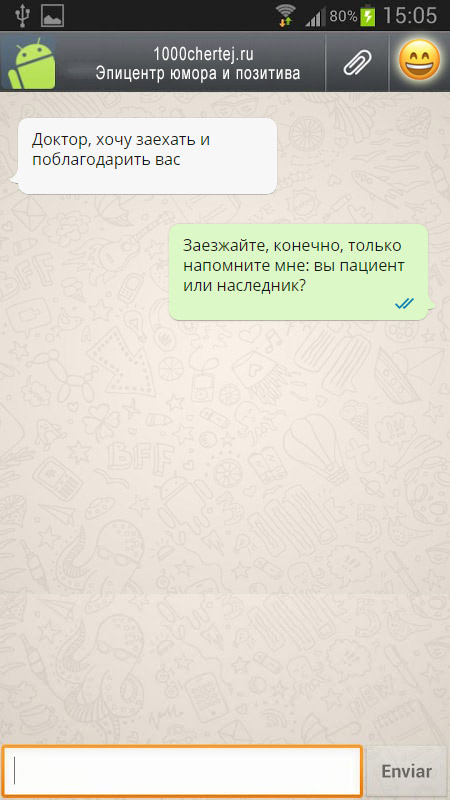 80% 15:05
1000chertej.ru
Эпицентр юмора и позитива
Доктор, хочу заехать и
поблагодарить вас
Заезжайте, конечно, только
напомните мне: вы пациент
или наследник?
BFF
Enviar